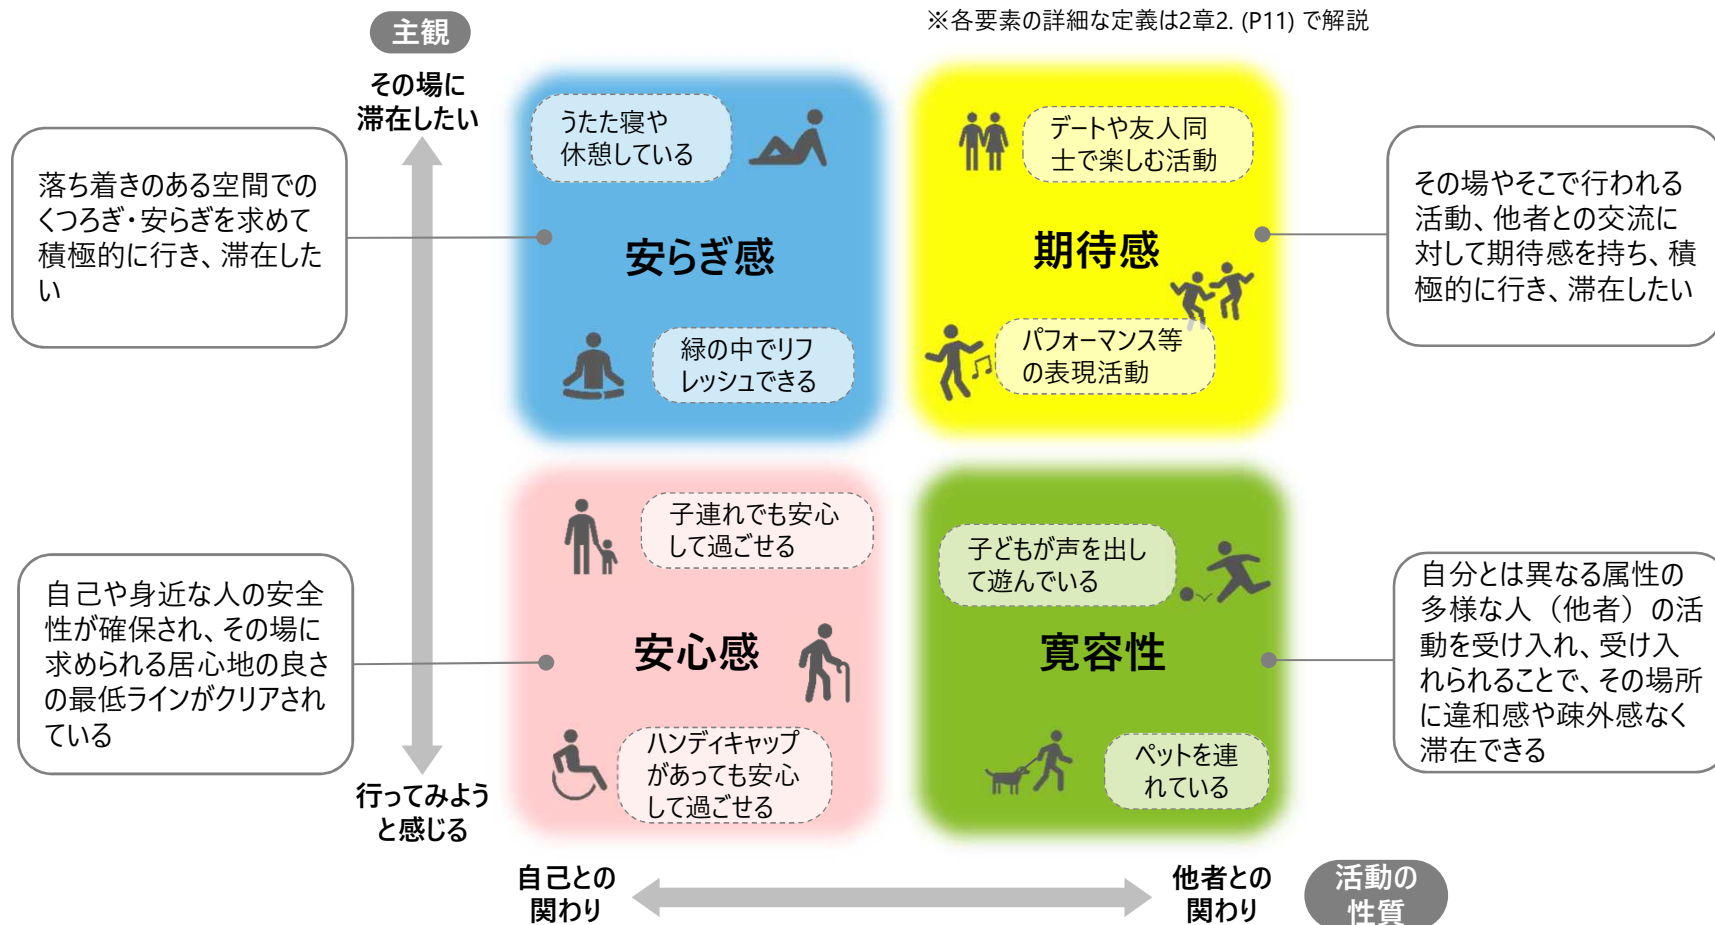 ※各要素の詳細な定義は2章2. (P11) で解説
主観
その場に
滞在したい
うたた寝や
休憩している
デートや友人同
士で楽しむ活動
落ち着きのある空間での
くつろぎ・安らぎを求めて
積極的に行き、滞在した
い
安らぎ感
期待感
その場やそこで行われる
活動、他者との交流に
対して期待感を持ち、積
極的に行き、滞在したい
緑の中でリフ
レッシュできる
パフォーマンス等
の表現活動
子連れでも安心
して過ごせる
子どもが声を出し
て遊んでいる
自己や身近な人の安全
性が確保され、その場に
求められる居心地の良さ
の最低ラインがクリアされ
ている
安心感
寛容性
自分とは異なる属性の
多様な人（他者）の活
動を受け入れ、受け入
れられることで、その場所
に違和感や疎外感なく
滞在できる
ハンディキャップ
があっても安心
して過ごせる
ペットを連
れている
行ってみよう
と感じる
自己との
関わり
他者との
関わり
活動の
性質